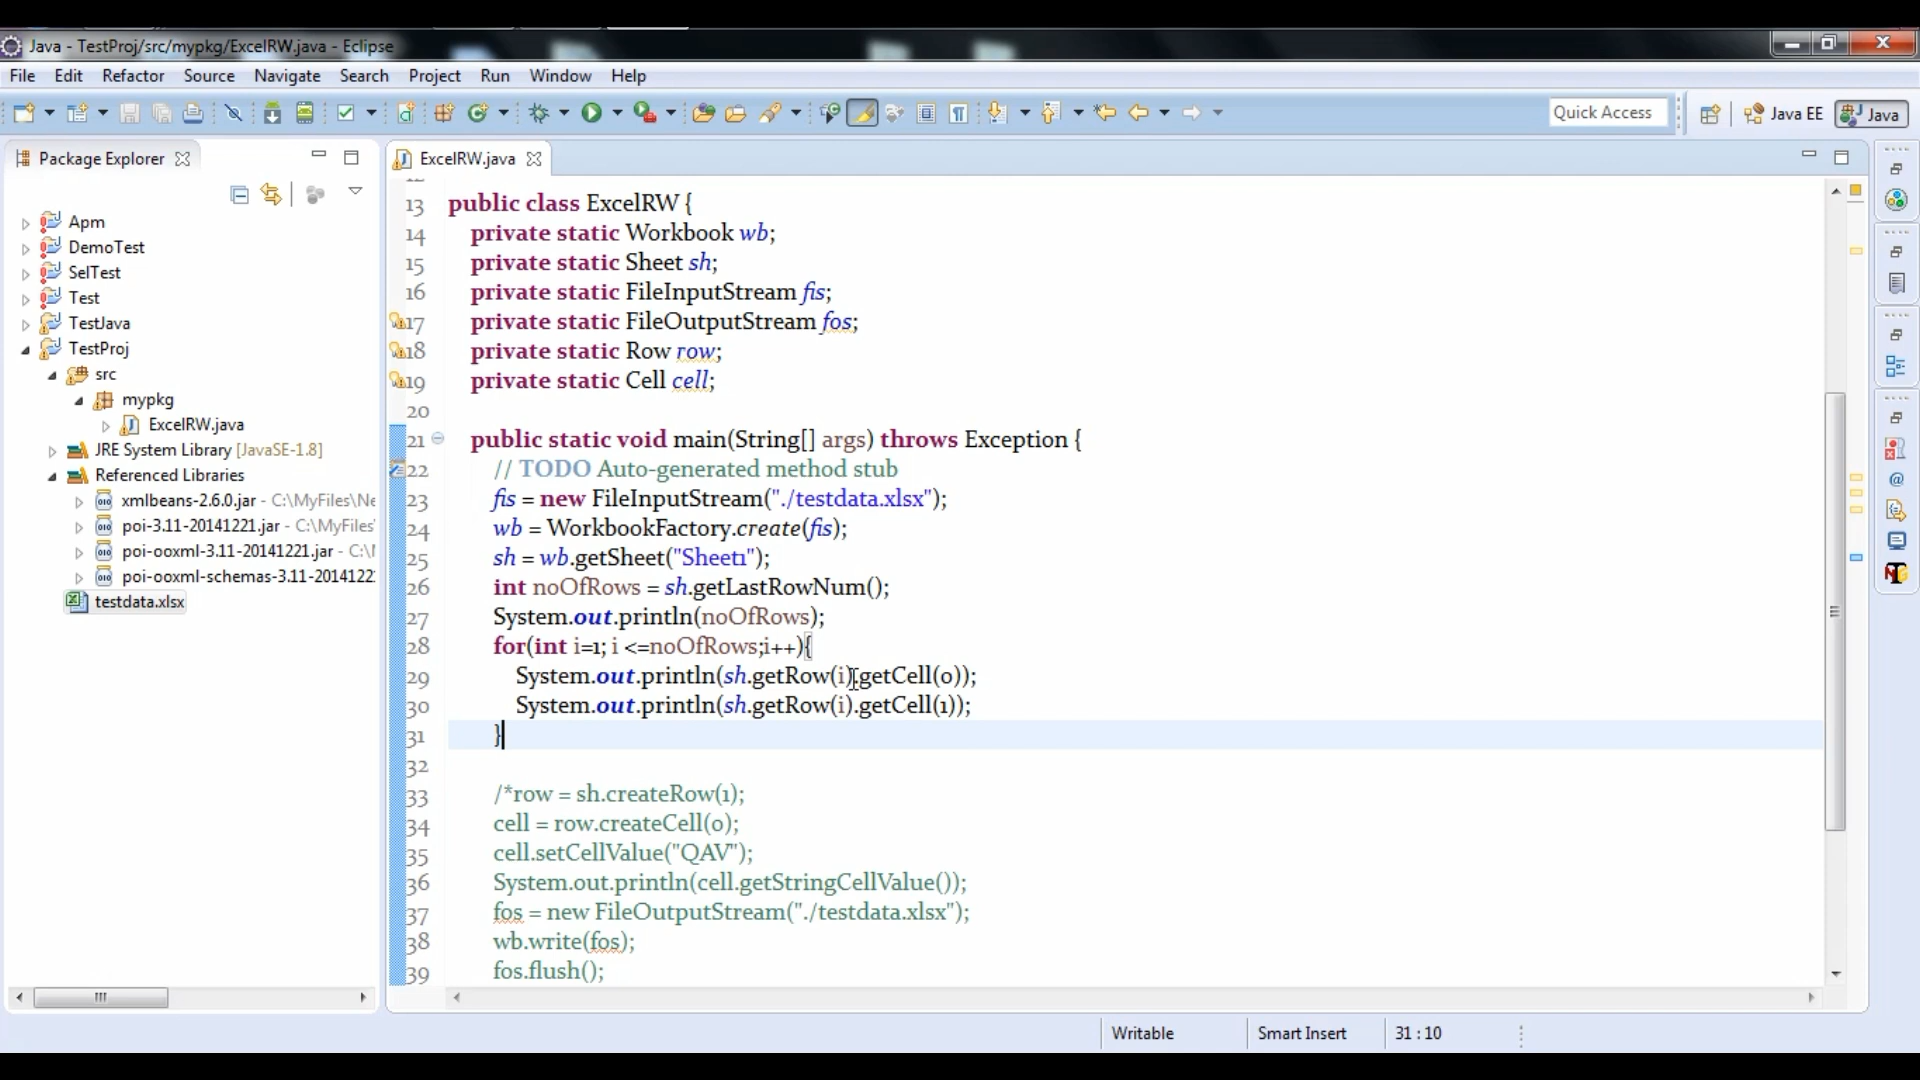 Java - TestProj/src/mypkg/ExcelRW.java - Eclipse
File Edit Refactor Source Navigate Search Project Run Window Help
Quick Access Java EE Java
Package Explorer
Apm
DemoTest
SelTest
Test
TestJava
TestProj
src
mypkg
ExcelRW.java
JRE System Library [JavaSE-1.8]
Referenced Libraries
xmlbeans-2.6.0.jar - C:\MyFiles\Ne
poi-3.11-20141221.jar - C:\MyFiles\
poi-ooxml-3.11-20141221.jar - C:\
poi-ooxml-schemas-3.11-2014122
testdata.xlsx
ExcelRW.java
13 public class ExcelRW {
14 private static Workbook wb;
15 private static Sheet sh;
16 private static FileInputStream fis;
17 private static FileOutputStream fos;
18 private static Row row;
19 private static Cell cell;
20
21 public static void main(String[] args) throws Exception {
22 // TODO Auto-generated method stub
23 fis = new FileInputStream("./testdata.xlsx");
24 wb = WorkbookFactory.create(fis);
25 sh = wb.getSheet("Sheet1");
26 int noOfRows = sh.getLastRowNum();
27 System.out.println(noOfRows);
28 for(int i=1; i <=noOfRows;i++){
29 System.out.println(sh.getRow(i).getCell(0));
30 System.out.println(sh.getRow(i).getCell(1));
31 }
32
33 /*row = sh.createRow(1);
34 cell = row.createCell(0);
35 cell.setCellValue("QAV");
36 System.out.println(cell.getStringCellValue());
37 fos = new FileOutputStream("./testdata.xlsx");
38 wb.write(fos);
39 fos.flush();
Writable Smart Insert 31 : 10